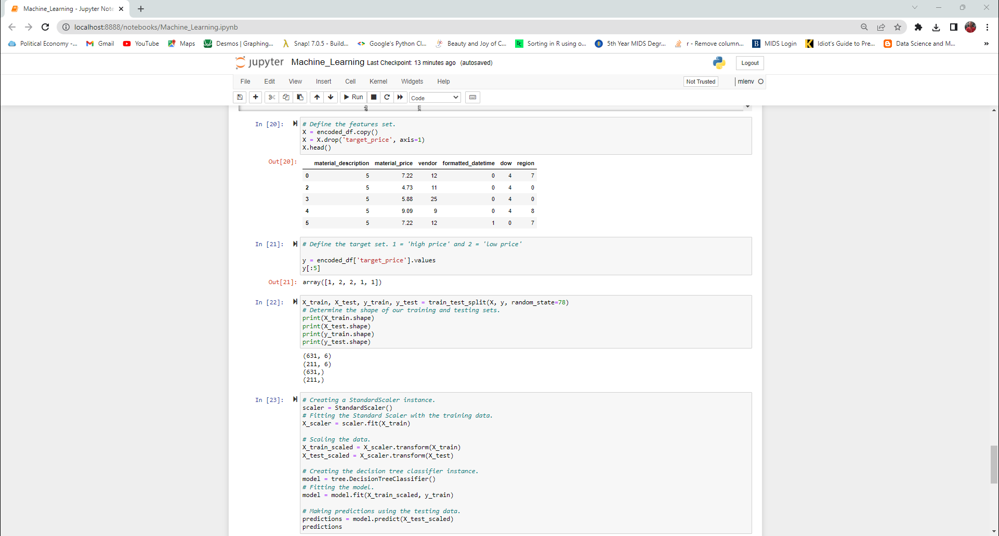 Machine_Learning - Jupyter Note
localhost:8888/notebooks/Machine_Learning.ipynb
Political Economy -...
Gmail
YouTube
Maps
Desmos | Graphing...
Snap! 7.0.5 - Build...
Google's Python Cl...
Beauty and Joy of C...
Sorting in R using o...
5th Year MIDS Degr...
r - Remove column...
MIDS Login
Idiot's Guide to Pre...
Data Science and M...
jupyter Machine_Learning Last Checkpoint: 13 minutes ago (autosaved)
Logout
File Edit View Insert Cell Kernel Widgets Help
Not Trusted
mlenv
Run
Code
In [20]:
# Define the features set.
X = encoded_df.copy()
X = X.drop('target_price', axis=1)
X.head()
Out[20]:
material_description material_price vendor formatted_datetime dow region
0 5 7.22 12 0 4 7
2 5 4.73 11 0 4 0
3 5 5.88 25 0 4 0
4 5 9.09 9 0 4 8
5 5 7.22 12 1 0 7
In [21]:
# Define the target set. 1 = 'high price' and 2 = 'low price'
y = encoded_df['target_price'].values
y[:5]
Out[21]: array([1, 2, 2, 1, 1])
In [22]:
X_train, X_test, y_train, y_test = train_test_split(X, y, random_state=78)
# Determine the shape of our training and testing sets.
print(X_train.shape)
print(X_test.shape)
print(y_train.shape)
print(y_test.shape)
(631, 6)
(211, 6)
(631,)
(211,)
In [23]:
# Creating a StandardScaler instance.
scaler = StandardScaler()
# Fitting the Standard Scaler with the training data.
X_scaler = scaler.fit(X_train)
# Scaling the data.
X_train_scaled = X_scaler.transform(X_train)
X_test_scaled = X_scaler.transform(X_test)
# Creating the decision tree classifier instance.
model = tree.DecisionTreeClassifier()
# Fitting the model.
model = model.fit(X_train_scaled, y_train)
# Making predictions using the testing data.
predictions = model.predict(X_test_scaled)
predictions